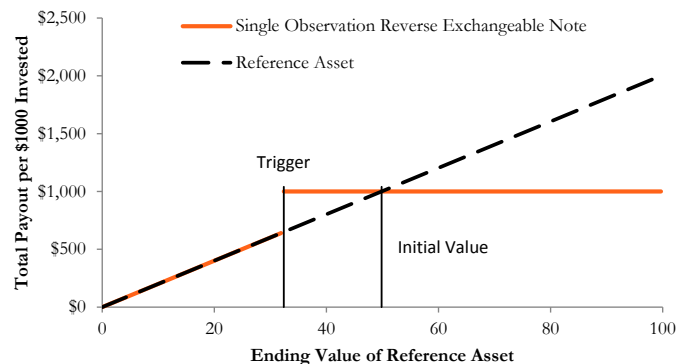 $2,500
Single Observation Reverse Exchangeable Note
Reference Asset
$2,000
$1,500
Trigger
$1,000
Initial Value
$500
$0
0 20 40 60 80 100
Total Payout per $1000 Invested
Ending Value of Reference Asset